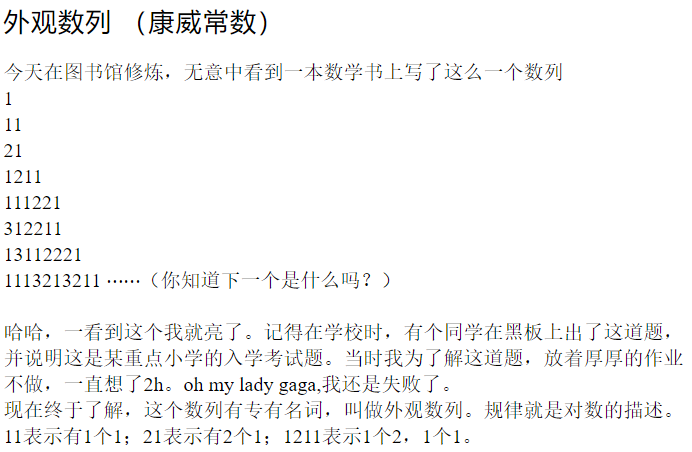 外观数列 （康威常数）
今天在图书馆修炼，无意中看到一本数学书上写了这么一个数列
1
11
21
1211
111221
312211
13112221
1113213211 ……（你知道下一个是什么吗？）
哈哈，一看到这个我就亮了。记得在学校时，有个同学在黑板上出了这道题，
并说明这是某重点小学的入学考试题。当时我为了解这道题，放着厚厚的作业
不做，一直想了2h。oh my lady gaga,我还是失败了。
现在终于了解，这个数列有专有名词，叫做外观数列。规律就是对数的描述。
11表示有1个1；21表示有2个1；1211表示1个2，1个1。